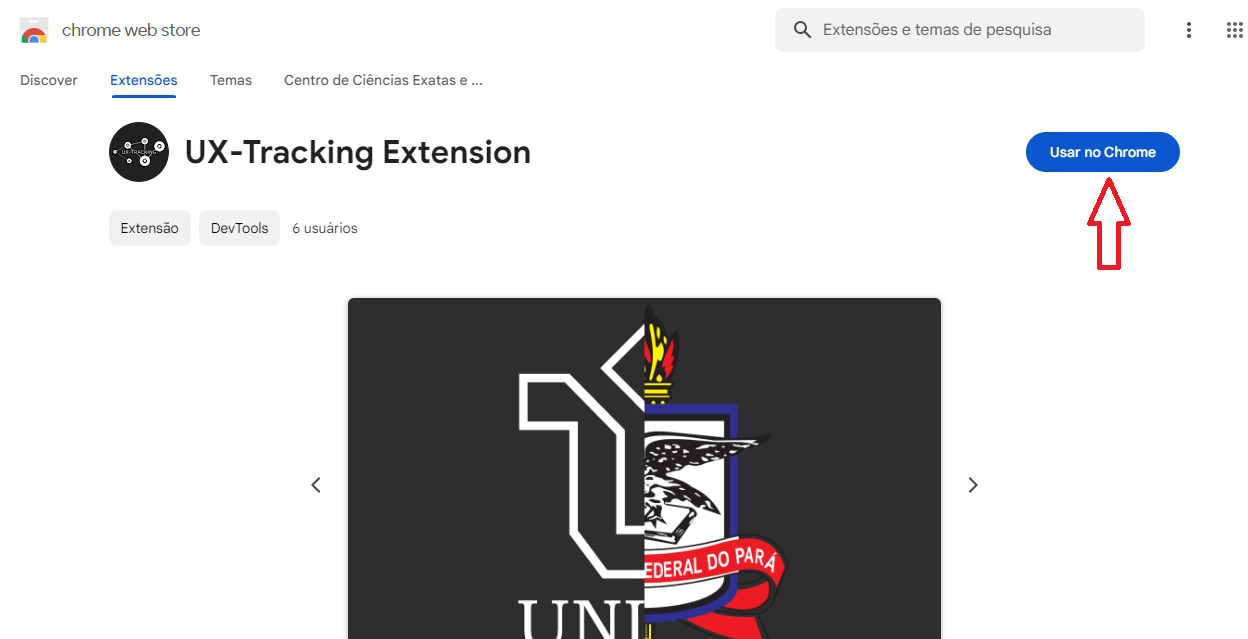 chrome web store
Extensões e temas de pesquisa
Discover
Extensões
Temas
Centro de Ciências Exatas e ...
UX-TRACKING
UX-Tracking Extension
Usar no Chrome
Extensão
DevTools
6 usuários
EDERAL DO PARÁ
UNI